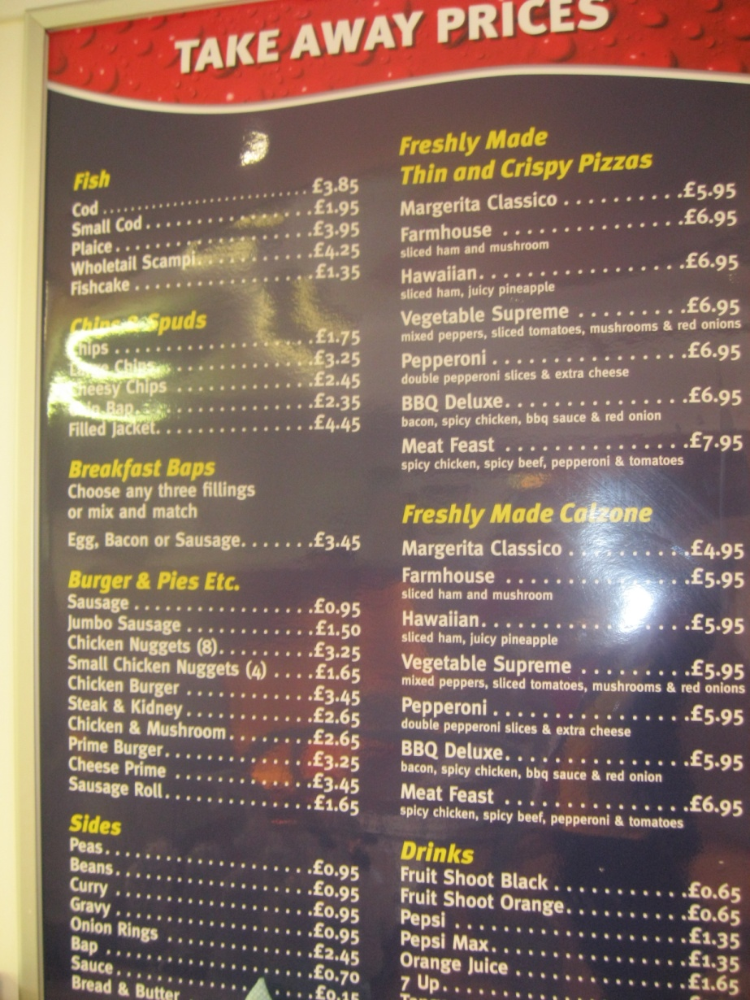 TAKE AWAY PRICES
Fish
Cod ........ £3.85
Small Cod ........ £1.95
Plaice ........ £3.95
Wholetail Scampi ........ £4.25
Fishcake ........ £1.35
Chips & Spuds
Chips ........ £1.75
Large Chips ........ £3.25
Cheesy Chips ........ £2.45
Chip Bap ........ £2.35
Filled Jacket ........ £4.45
Breakfast Baps
Choose any three fillings
or mix and match
Egg, Bacon or Sausage ....... £3.45
Burger & Pies Etc.
Sausage ........ £0.95
Jumbo Sausage ........ £1.50
Chicken Nuggets (8) ........ £3.25
Small Chicken Nuggets (4) .... £1.65
Chicken Burger ........ £3.45
Steak & Kidney ........ £2.65
Chicken & Mushroom ........ £2.65
Prime Burger ........ £3.25
Cheese Prime ........ £3.45
Sausage Roll ........ £1.65
Sides
Peas ........ £0.95
Beans ........ £0.95
Curry ........ £0.95
Gravy ........ £0.95
Onion Rings ........ £2.45
Bap ........ £0.70
Sauce ........ £0.15
Bread & Butter
Freshly Made
Thin and Crispy Pizzas
Margerita Classico ........ £5.95
Farmhouse ........ £6.95
sliced ham and mushroom
Hawaiian ........ £6.95
sliced ham, juicy pineapple
Vegetable Supreme ........ £6.95
mixed peppers, sliced tomatoes, mushrooms & red onions
Pepperoni ........ £6.95
double pepperoni slices & extra cheese
BBQ Deluxe ........ £6.95
bacon, spicy chicken, bbq sauce & red onion
Meat Feast ........ £7.95
spicy chicken, spicy beef, pepperoni & tomatoes
Freshly Made Calzone
Margerita Classico ........ £4.95
Farmhouse ........ £5.95
sliced ham and mushroom
Hawaiian ........ £5.95
sliced ham, juicy pineapple
Vegetable Supreme ........ £5.95
mixed peppers, sliced tomatoes, mushrooms & red onions
Pepperoni ........ £5.95
double pepperoni slices & extra cheese
BBQ Deluxe ........ £5.95
bacon, spicy chicken, bbq sauce & red onion
Meat Feast ........ £6.95
spicy chicken, spicy beef, pepperoni & tomatoes
Drinks
Fruit Shoot Black ........ £0.65
Fruit Shoot Orange ........ £0.65
Pepsi ........ £1.35
Pepsi Max ........ £1.35
Orange Juice ........ £1.65
7 Up